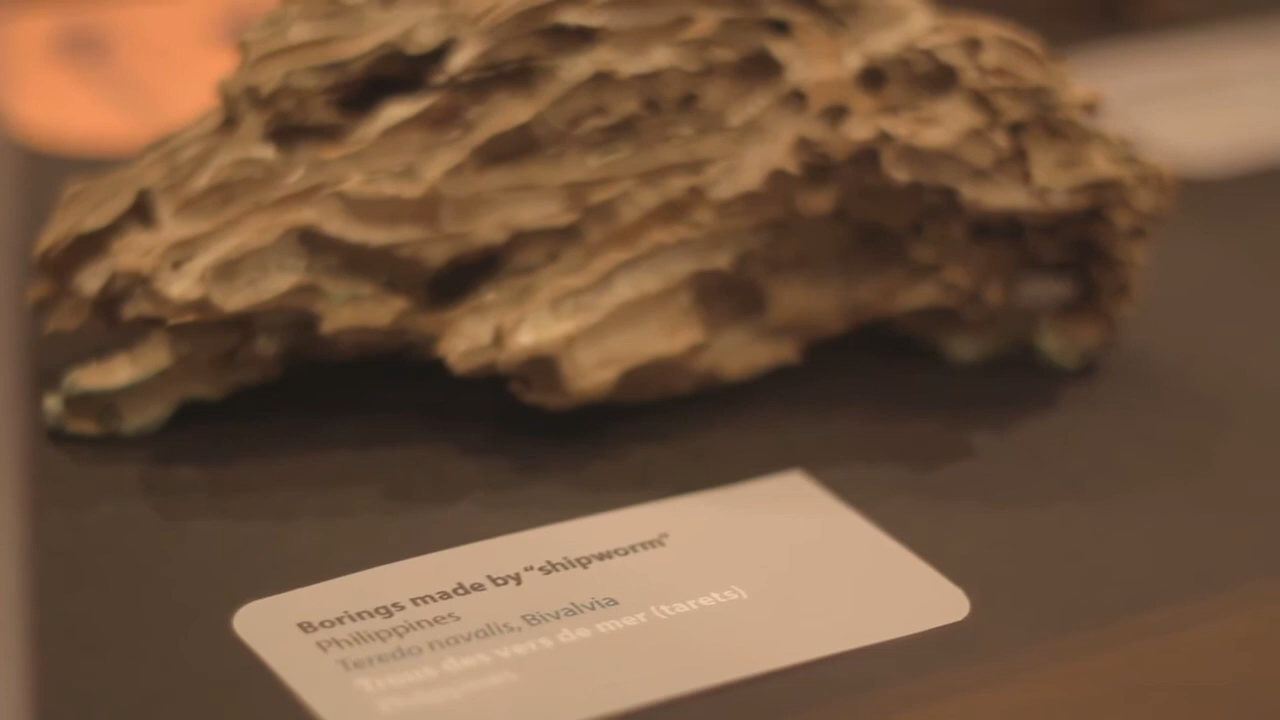 Borings made by “shipworm”
Philippines
Teredo navalis, Bivalvia
Trous des vers de mer (tarets)